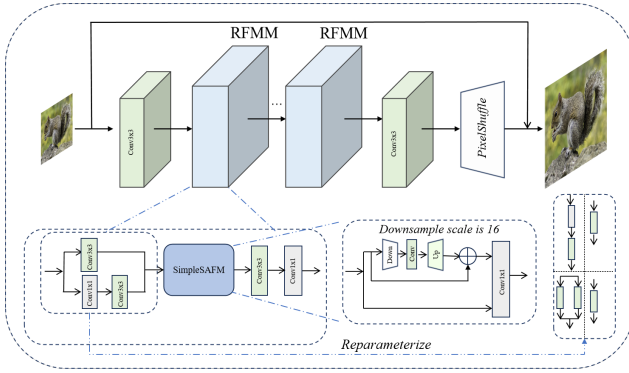 RFMM
RFMM
...
Conv3x3
Conv3x3
PixelShuffle
Downsample scale is 16
Conv3x3
Conv1x1
Conv3x3
SimpleSAFM
Conv3x3
Conv1x1
Down
Conv
Up
Conv1x1
Reparameterize